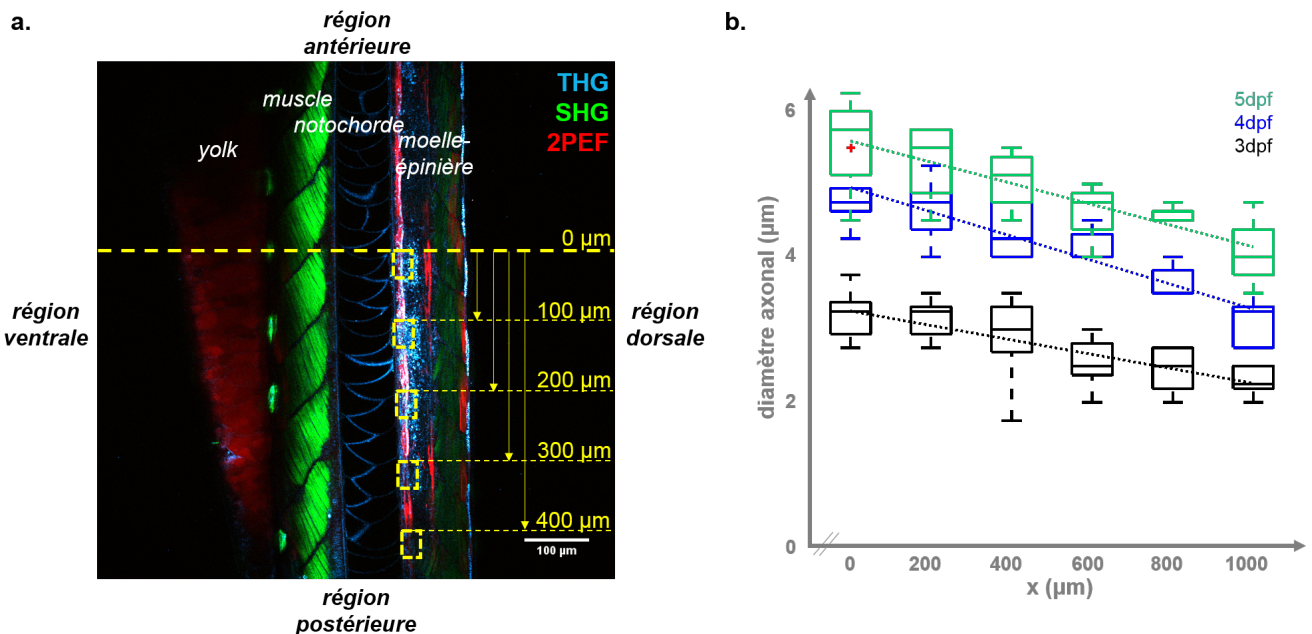 a.
région
antérieure
THG
SHG
2PEF
muscle
notochorde
moelle-
épinière
yolk
0 µm
100 µm
200 µm
300 µm
400 µm
100 µm
région
ventrale
région
dorsale
région
postérieure
b.
5dpf
4dpf
3dpf
diamètre axonal (µm)
6
4
2
0
0 200 400 600 800 1000
x (µm)